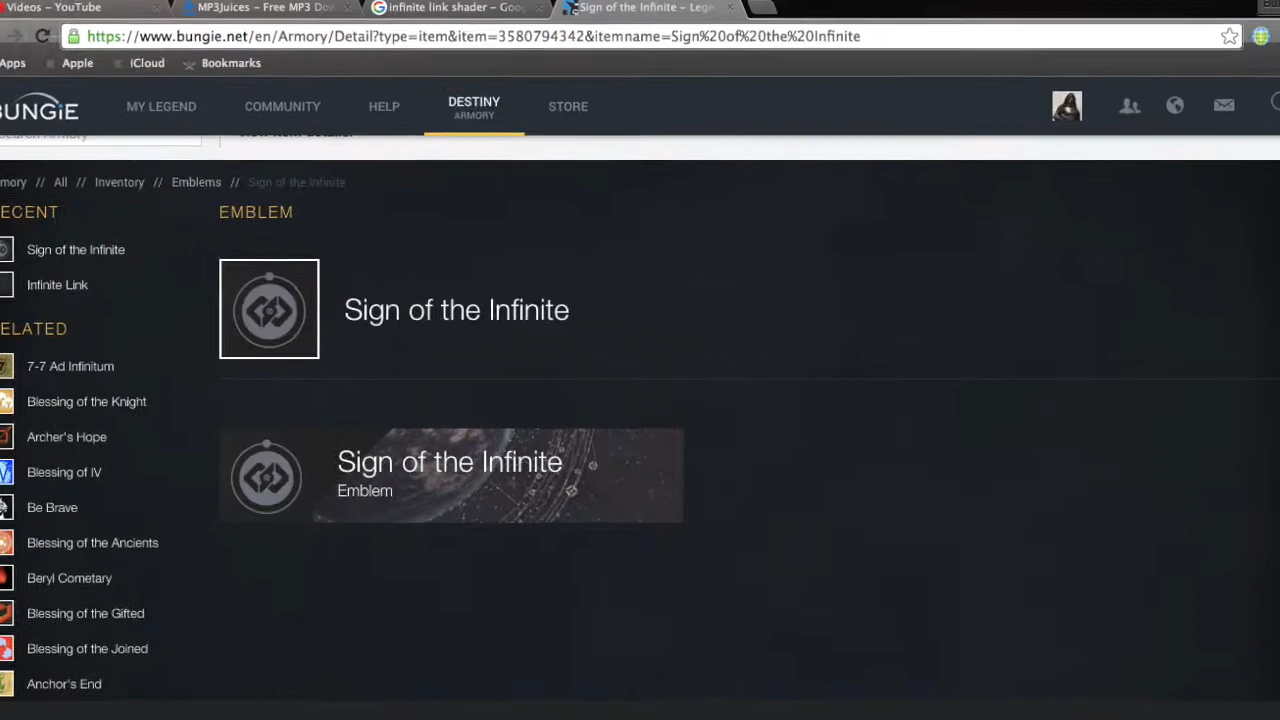 Videos – YouTube
MP3Juices - Free MP3 Dow
infinite link shader - Goog
Sign of the Infinite - Lege
https://www.bungie.net/en/Armory/Detail?type=item&item=3580794342&itemname=Sign%20of%20the%20Infinite
Apps Apple iCloud Bookmarks
BUNGiE
MY LEGEND
COMMUNITY
HELP
DESTINY
ARMORY
STORE
mory // All // Inventory // Emblems // Sign of the Infinite
ECENT
Sign of the Infinite
Infinite Link
ELATED
7-7 Ad Infinitum
Blessing of the Knight
Archer's Hope
Blessing of IV
Be Brave
Blessing of the Ancients
Beryl Cometary
Blessing of the Gifted
Blessing of the Joined
Anchor's End
EMBLEM
Sign of the Infinite
Sign of the Infinite
Emblem